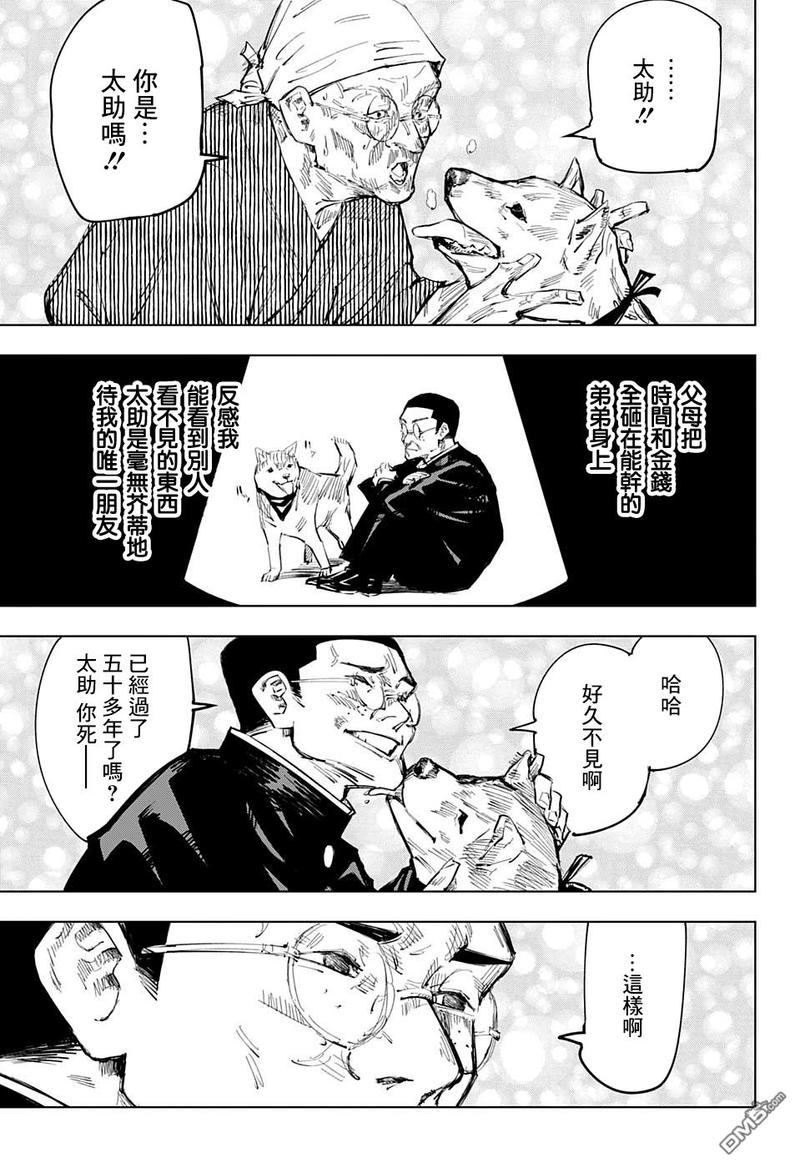 ……
太助!!
你是…
太助嗎!!
父母把
時間和金錢
全砸在能幹的
弟弟身上
反感我
能看到別人
看不見的東西
太助是毫無芥蒂地
待我的唯一朋友
哈哈
好久不見啊
已經過了
五十多年了嗎?
太助 你死——
…這樣啊
DM5